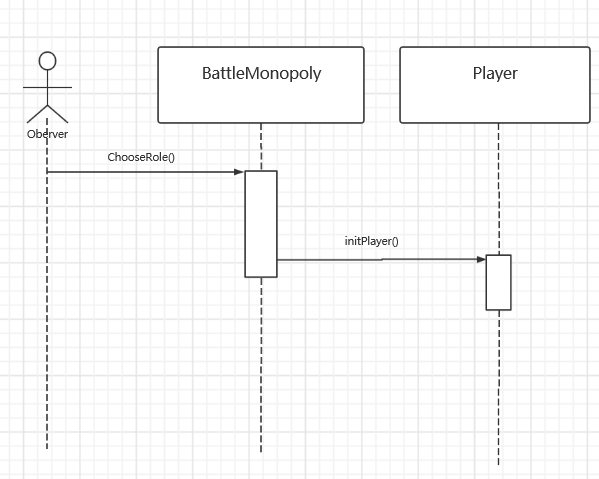 BattleMonopoly
Player
Oberver
ChooseRole()
initPlayer()